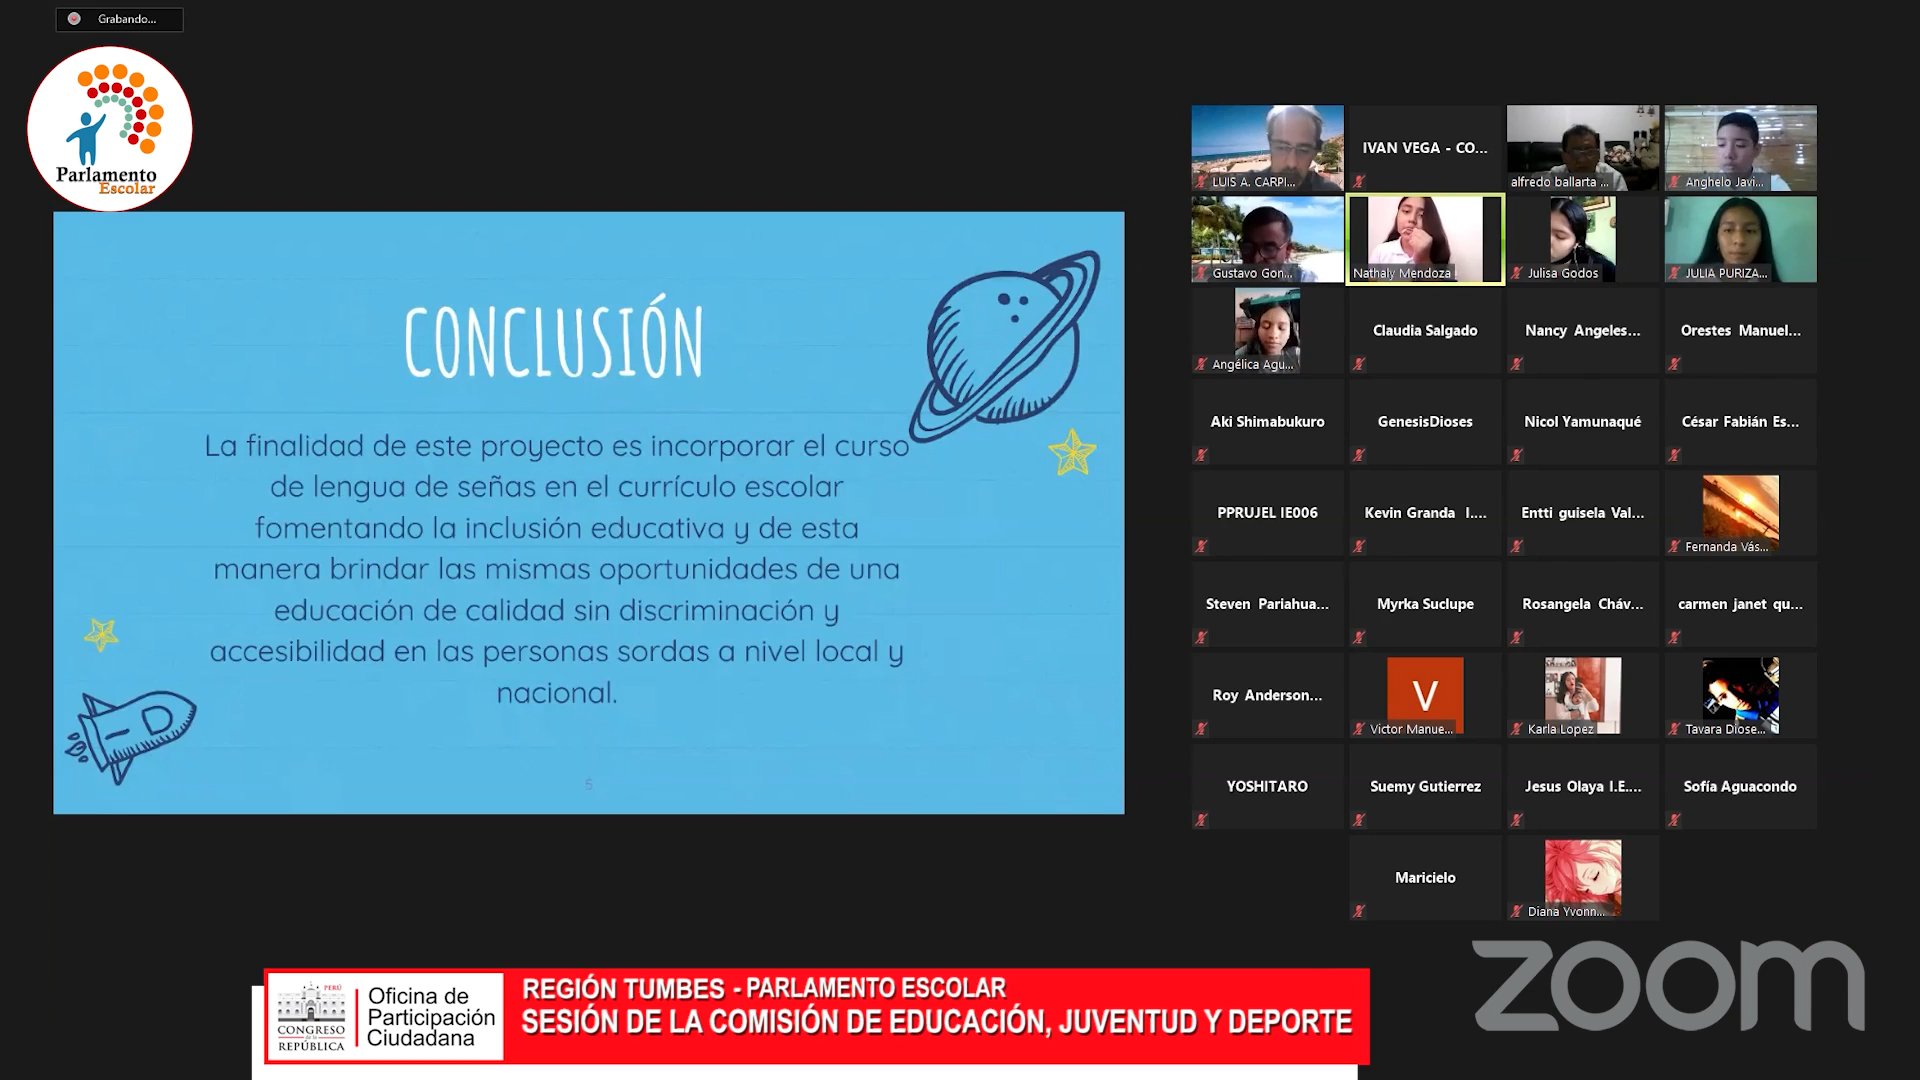 Grabando...
Parlamento
Escolar
CONCLUSIÓN
La finalidad de este proyecto es incorporar el curso
de lengua de señas en el currículo escolar
fomentando la inclusión educativa y de esta
manera brindar las mismas oportunidades de una
educación de calidad sin discriminación y
accesibilidad en las personas sordas a nivel local y
nacional.
5
LUIS A. CARPI...
IVAN VEGA - CO...
alfredo ballarta ...
Anghelo Javi...
Gustavo Gon...
Nathaly Mendoza
Julisa Godos
JULIA PURIZA...
Angélica Agu...
Claudia Salgado
Nancy Angeles...
Orestes Manuel...
Aki Shimabukuro
GenesisDioses
Nicol Yamunaqué
César Fabián Es...
PPRUJEL IE006
Kevin Granda I....
Entti guisela Val...
Fernanda Vás...
Steven Pariahua...
Myrka Suclupe
Rosangela Cháv...
carmen janet qu...
Roy Anderson...
V
Victor Manue...
Karla Lopez
Tavara Diose...
YOSHITARO
Suemy Gutierrez
Jesus Olaya I.E....
Sofía Aguacondo
Maricielo
Diana Yvonn...
PERÚ
CONGRESO
de la
REPÚBLICA
Oficina de
Participación
Ciudadana
REGIÓN TUMBES - PARLAMENTO ESCOLAR
SESIÓN DE LA COMISIÓN DE EDUCACIÓN, JUVENTUD Y DEPORTE
zoom